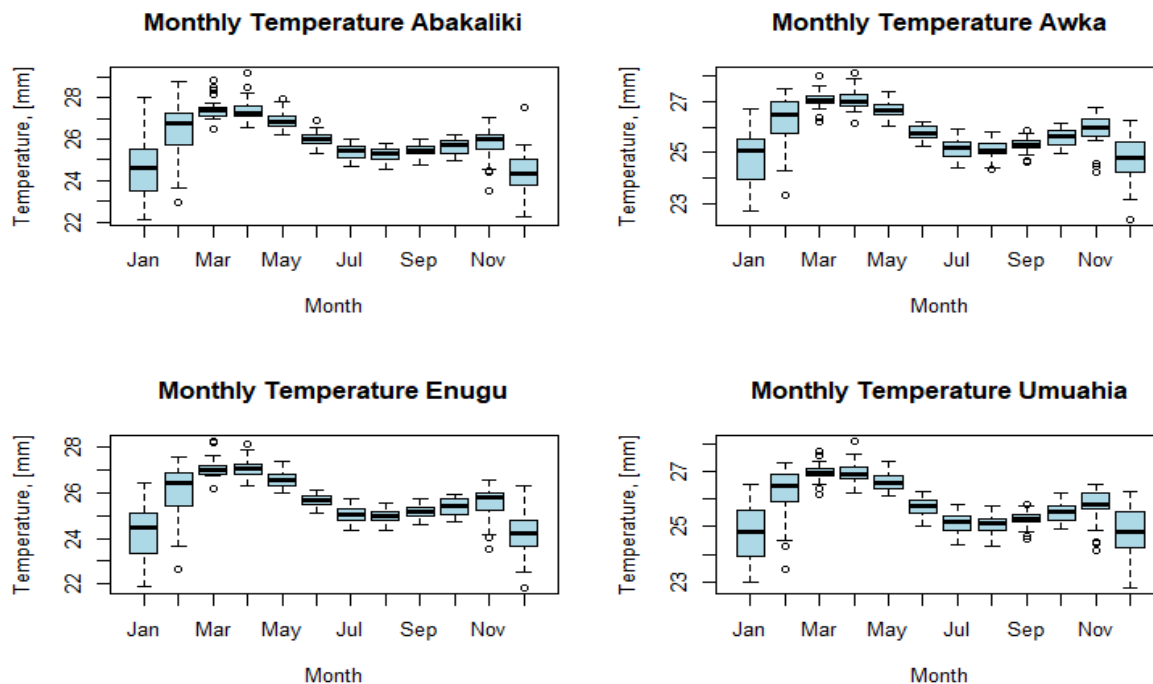 Monthly Temperature Abakaliki
Temperature, [mm]
28
26
24
22
Jan Mar May Jul Sep Nov
Month
Monthly Temperature Awka
Temperature, [mm]
27
25
23
Jan Mar May Jul Sep Nov
Month
Monthly Temperature Enugu
Temperature, [mm]
28
26
24
22
Jan Mar May Jul Sep Nov
Month
Monthly Temperature Umuahia
Temperature, [mm]
27
25
23
Jan Mar May Jul Sep Nov
Month